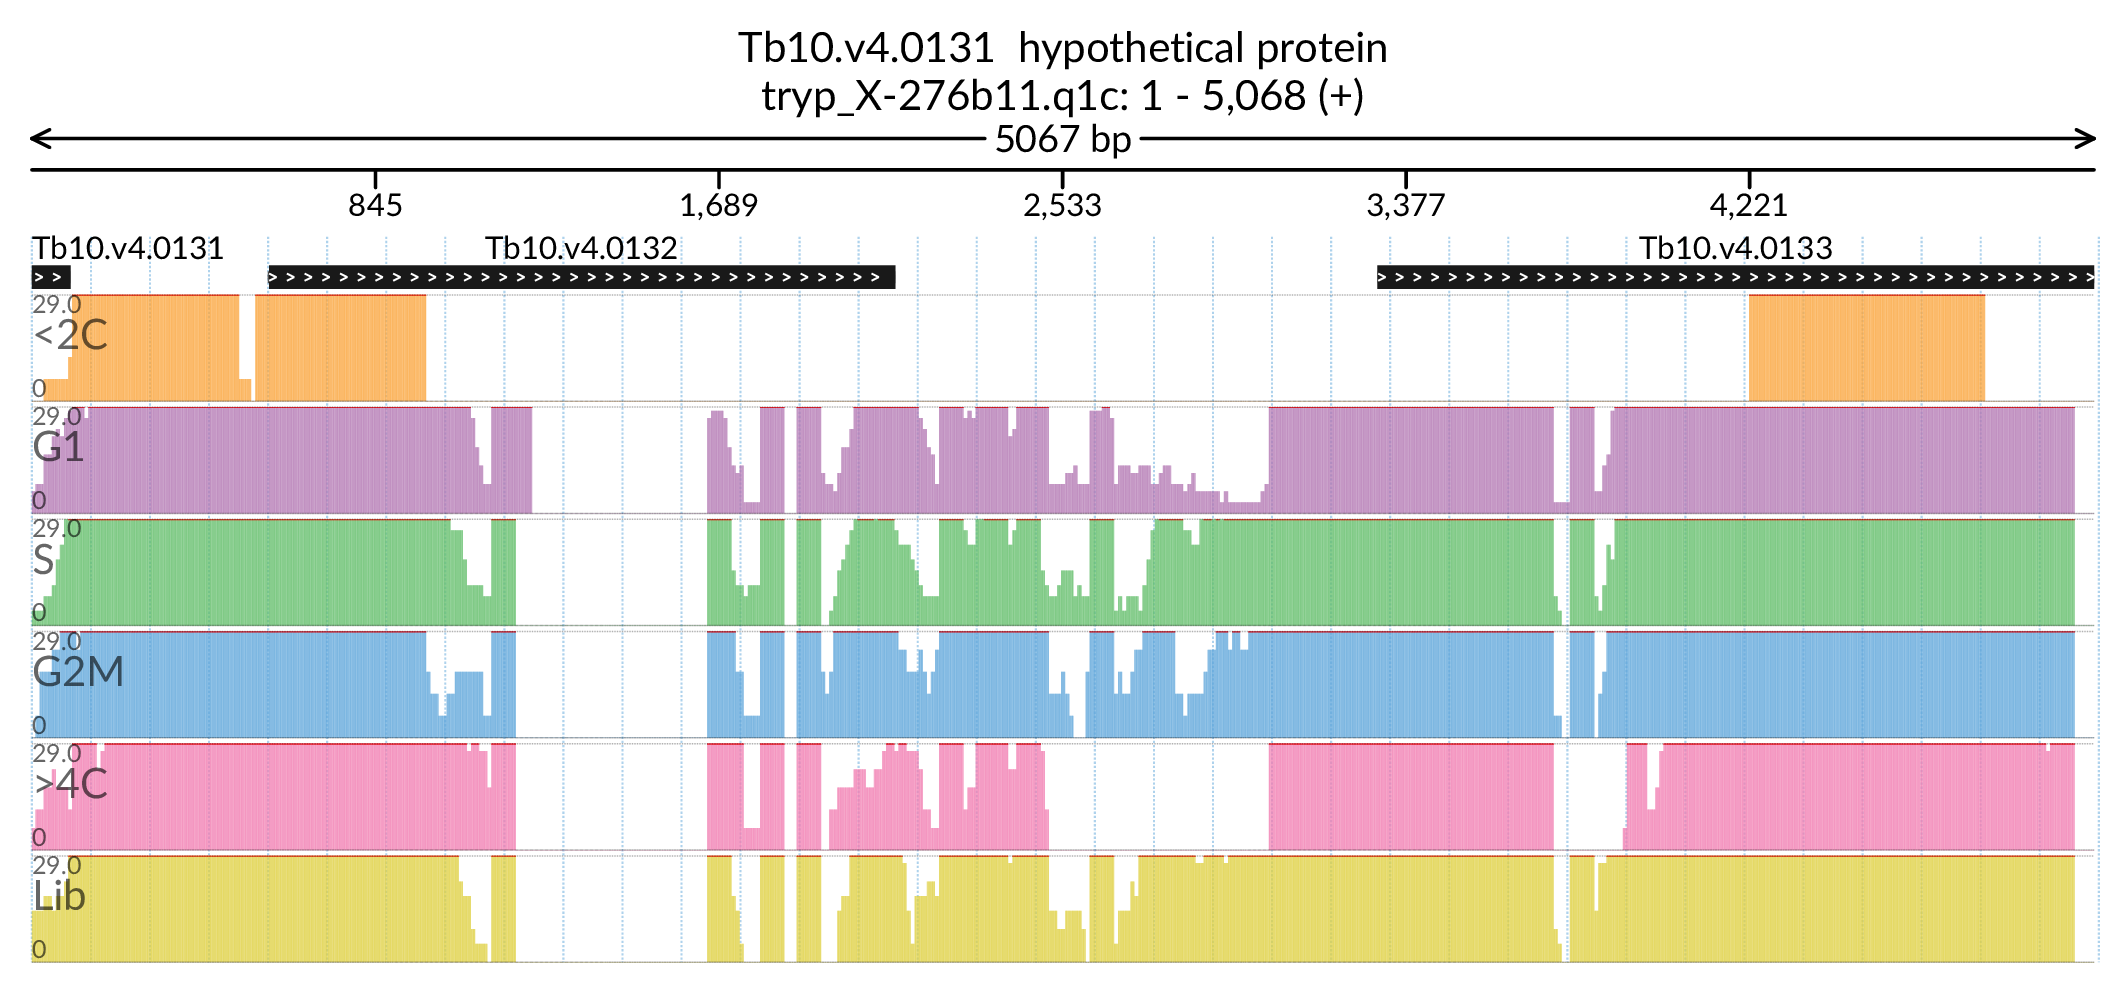 Tb10.v4.0131  hypothetical protein
tryp_X-276b11.q1c: 1 - 5,068 (+)
5067 bp
845 1,689 2,533 3,377 4,221
Tb10.v4.0131 Tb10.v4.0132 Tb10.v4.0133
29.0
<2C
0
29.0
G1
0
29.0
S
0
29.0
G2M
0
29.0
>4C
0
29.0
Lib
0